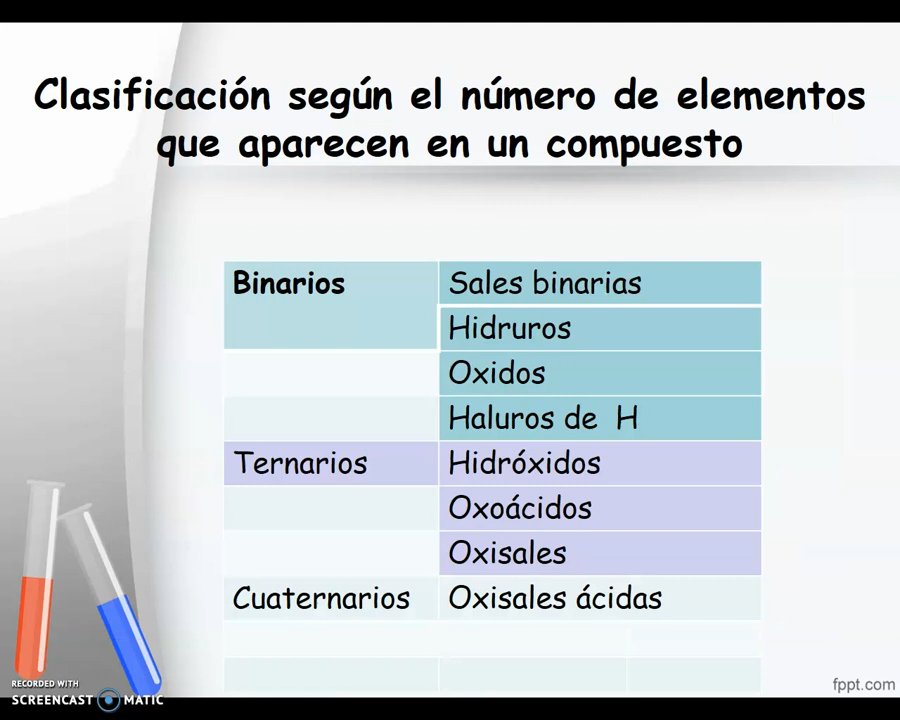 Clasificación según el número de elementos
que aparecen en un compuesto
Binarios Sales binarias
Hidruros
Oxidos
Haluros de H
Ternarios Hidróxidos
Oxoácidos
Oxisales
Cuaternarios Oxisales ácidas
RECORDED WITH
SCREENCAST MATIC
fppt.com